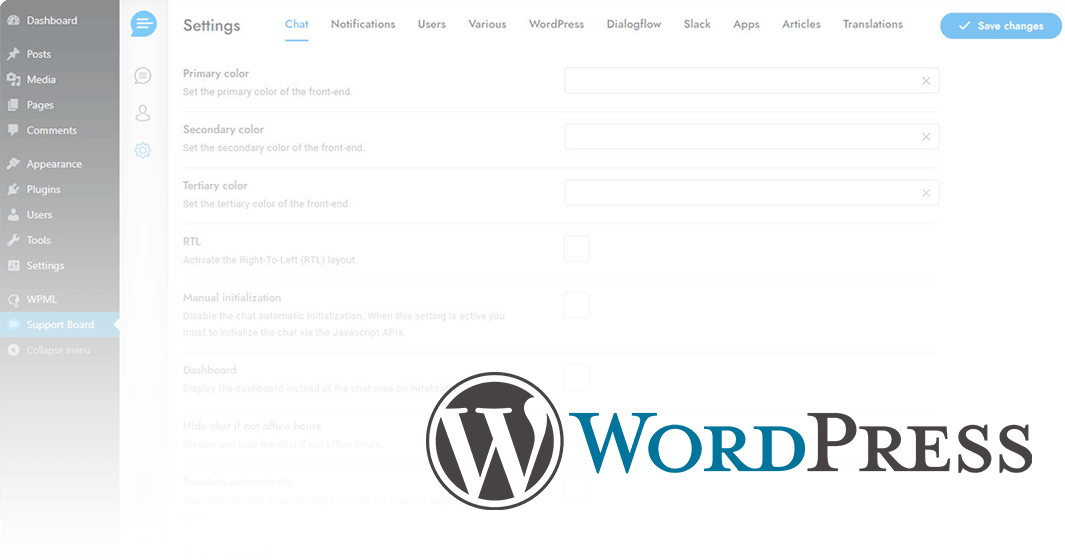 Dashboard
Posts
Media
Pages
Comments
Appearance
Plugins
Users
Tools
Settings
WPML
Support Board
Collapse menu
Settings
Chat
Notifications
Users
Various
WordPress
Dialogflow
Slack
Apps
Articles
Translations
Save changes
Primary color
Set the primary color of the front-end.
Secondary color
Set the secondary color of the front-end.
Tertiary color
Set the tertiary color of the front-end.
RTL
Activate the Right-To-Left (RTL) layout.
Manual initialization
Disable the chat automatic initialization. When this setting is active you
must to initialize the chat via the Javascript APIs.
Dashboard
Display the dashboard instead of the chat area on
Hide chat if not office hours
Disable and hide the chat if not office hours.
Translate automatically
W
WORDPRESS